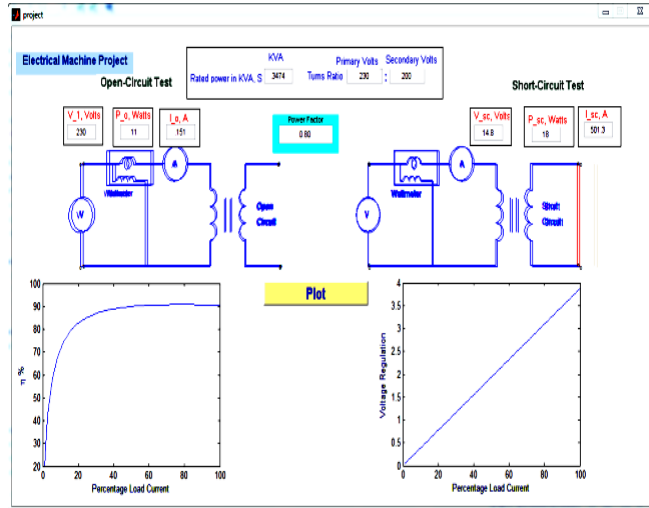 project
Electrical Machine Project
Open-Circuit Test
KVA
Primary Volts Secondary Volts
Rated power in KVA, S 3474 Turns Ratio 230 : 200
Short-Circuit Test
V_1, Volts P_o, Watts I_o, A
230 11 .151
Power Factor
0.80
V_sc, Volts P_sc, Watts I_sc, A
14.8 18 501.3
Wattmeter A
W
Open
Circuit
Wattmeter A
V
Short
Circuit
Plot
100
90
80
70
60
50
40
30
20
0 20 40 60 80 100
η %
Percentage Load Current
4
3.5
3
2.5
2
1.5
1
0.5
0
0 20 40 60 80 100
Voltage Regulation
Percentage Load Current